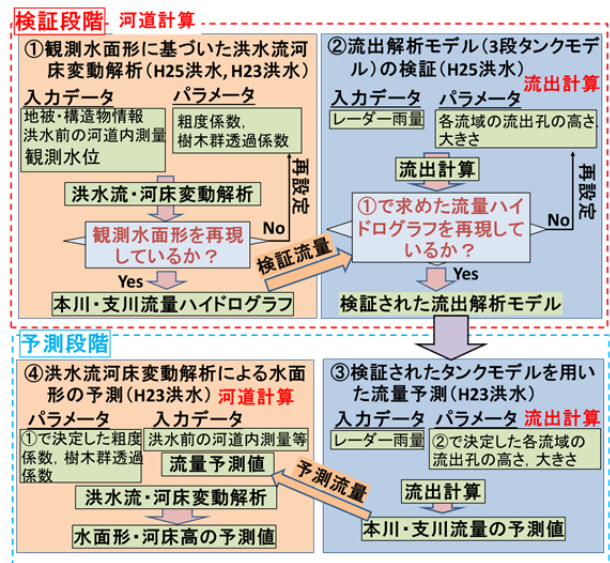 検証段階
河道計算
①観測水面形に基づいた洪水流河
床変動解析(H25洪水, H23洪水)
入力データ
パラメータ
地被・構造物情報
洪水前の河道内測量
観測水位
粗度係数,
樹木群透過係数
再設定
洪水流・河床変動解析
No
観測水面形を再現
しているか？
Yes
本川・支川流量ハイドログラフ
検証流量
②流出解析モデル(3段タンクモデ
ル)の検証(H25洪水)
流出計算
入力データ
パラメータ
レーダー雨量
各流域の流出孔の高さ,
大きさ
再設定
流出計算
①で求めた流量ハイ
ドログラフを再現して
いるか？
No
Yes
検証された流出解析モデル
予測段階
④洪水流河床変動解析による水面
形の予測(H23洪水)
河道計算
パラメータ
入力データ
①で決定した粗度
係数, 樹木群透過
係数
洪水前の河道内測量等
流量予測値
洪水流・河床変動解析
水面形・河床高の予測値
予測流量
③検証されたタンクモデルを用い
た流量予測(H23洪水)
入力データ
パラメータ
流出計算
レーダー雨量
②で決定した各流域の
流出孔の高さ, 大きさ
流出計算
本川・支川流量の予測値